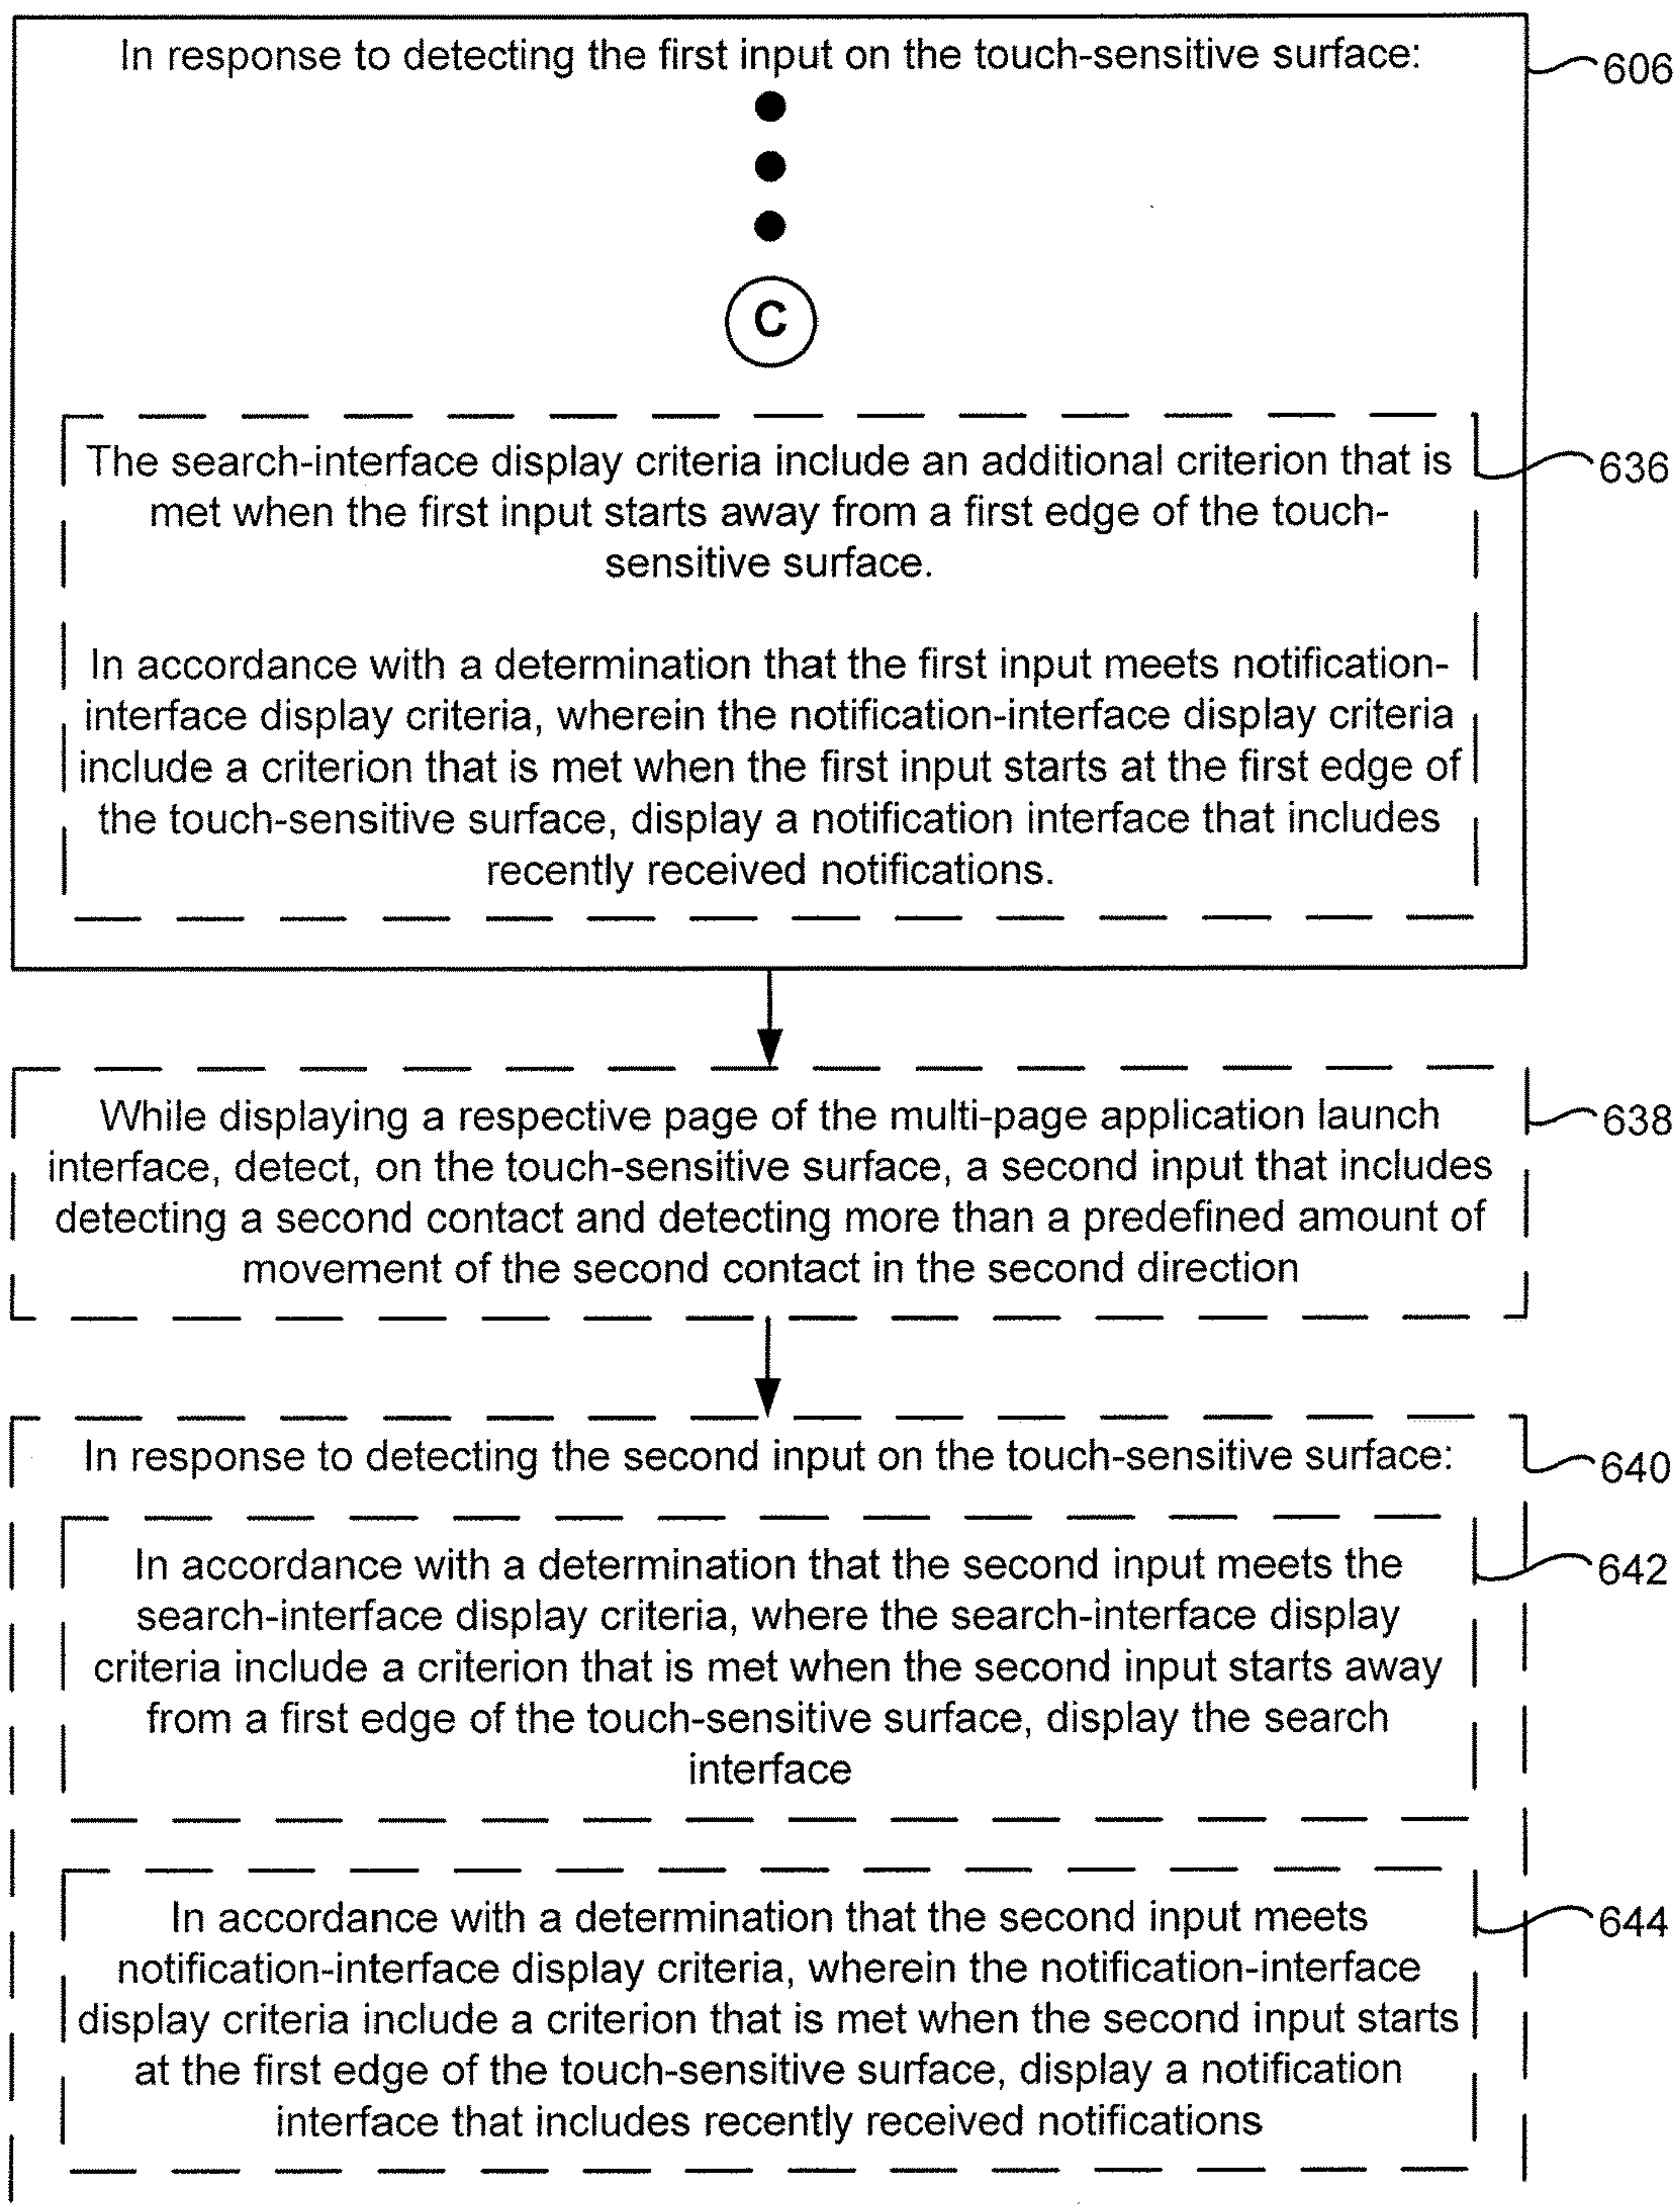 In response to detecting the first input on the touch-sensitive surface:
606
C
The search-interface display criteria include an additional criterion that is
636
met when the first input starts away from a first edge of the touch-
sensitive surface.
In accordance with a determination that the first input meets notification-
interface display criteria, wherein the notification-interface display criteria
include a criterion that is met when the first input starts at the first edge of
the touch-sensitive surface, display a notification interface that includes
recently received notifications.
While displaying a respective page of the multi-page application launch
638
interface, detect, on the touch-sensitive surface, a second input that includes
detecting a second contact and detecting more than a predefined amount of
movement of the second contact in the second direction
In response to detecting the second input on the touch-sensitive surface:
640
In accordance with a determination that the second input meets the
642
search-interface display criteria, where the search-interface display
criteria include a criterion that is met when the second input starts away
from a first edge of the touch-sensitive surface, display the search
interface
In accordance with a determination that the second input meets
644
notification-interface display criteria, wherein the notification-interface
display criteria include a criterion that is met when the second input starts
at the first edge of the touch-sensitive surface, display a notification
interface that includes recently received notifications